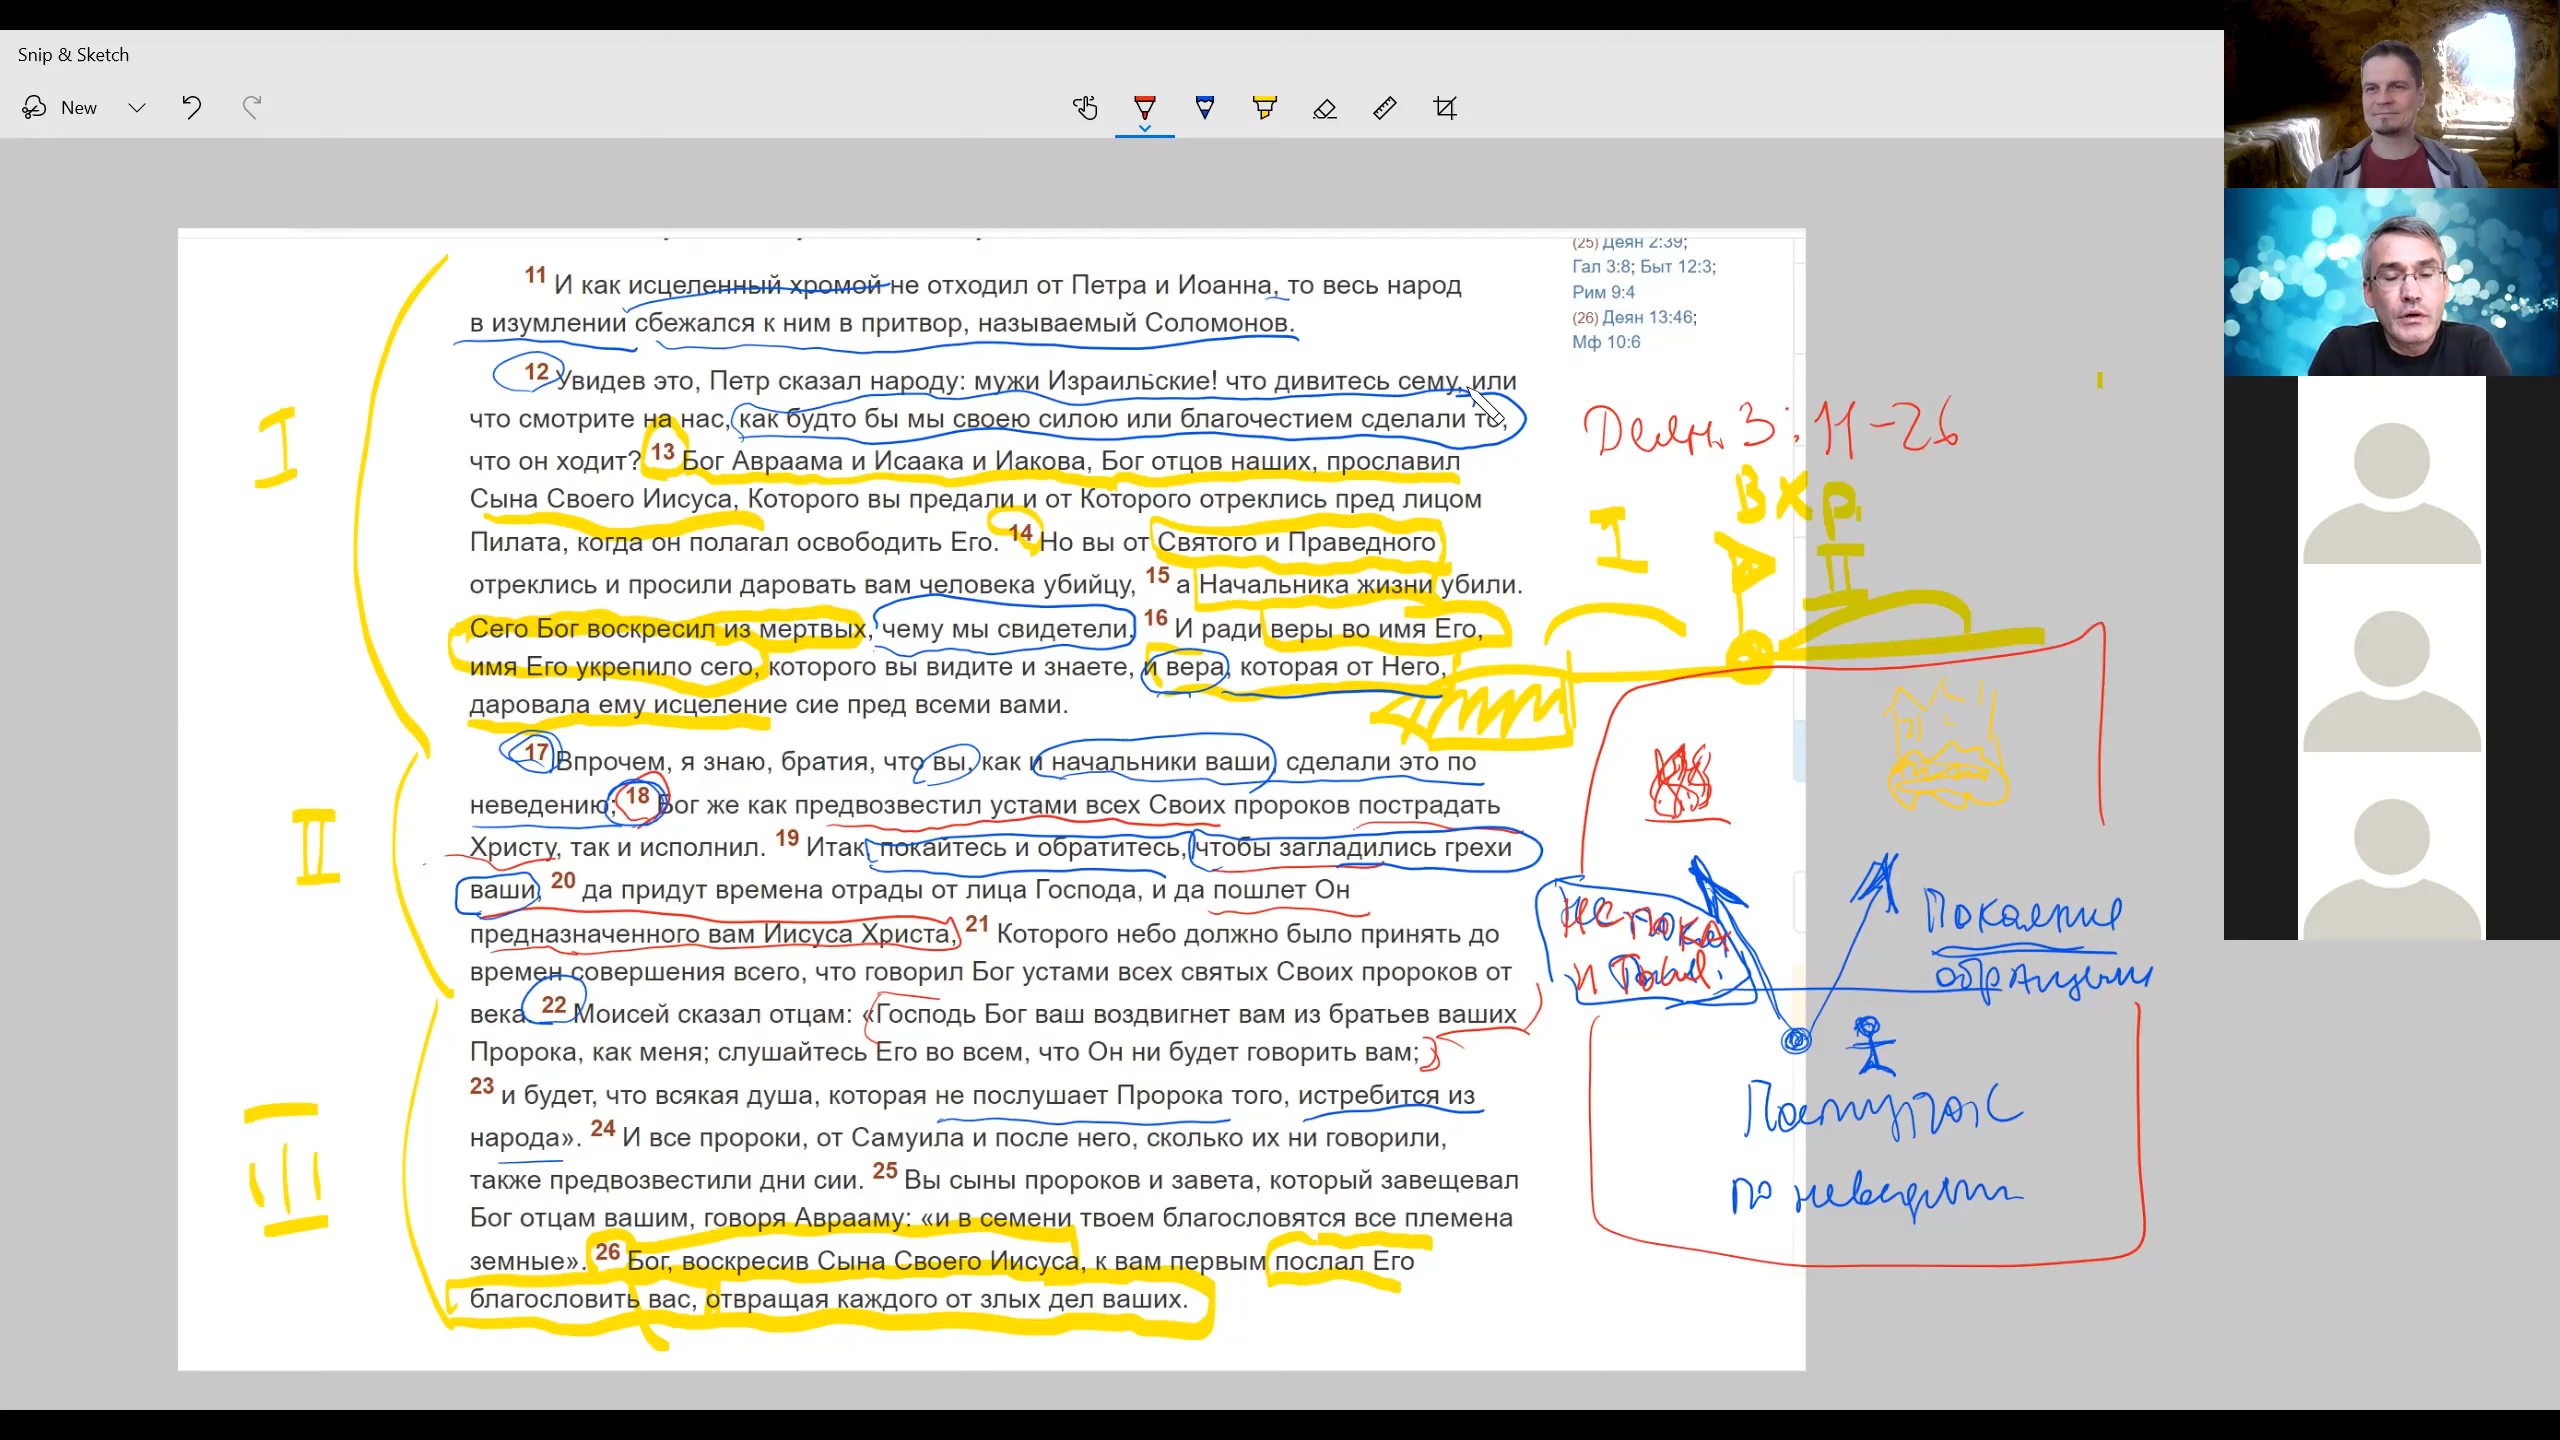 Snip & Sketch
New
11 И как исцеленный хромой не отходил от Петра и Иоанна, то весь народ
в изумлении сбежался к ним в притвор, называемый Соломонов.
12 Увидев это, Петр сказал народу: мужи Израильские! что дивитесь сему, или
что смотрите на нас, как будто бы мы своею силою или благочестием сделали то,
что он ходит? 13 Бог Авраама и Исаака и Иакова, Бог отцов наших, прославил
Сына Своего Иисуса, Которого вы предали и от Которого отреклись пред лицом
Пилата, когда он полагал освободить Его. 14 Но вы от Святого и Праведного
отреклись и просили даровать вам человека убийцу, 15 а Начальника жизни убили.
Сего Бог воскресил из мертвых, чему мы свидетели. 16 И ради веры во имя Его,
имя Его укрепило сего, которого вы видите и знаете, и вера, которая от Него,
даровала ему исцеление сие пред всеми вами.
17 Впрочем, я знаю, братия, что вы, как и начальники ваши, сделали это по
неведению; 18 Бог же как предвозвестил устами всех Своих пророков пострадать
Христу, так и исполнил. 19 Итак покайтесь и обратитесь, чтобы загладились грехи
ваши, 20 да придут времена отрады от лица Господа, и да пошлет Он
предназначенного вам Иисуса Христа, 21 Которого небо должно было принять до
времен совершения всего, что говорил Бог устами всех святых Своих пророков от
века. 22 Моисей сказал отцам: «Господь Бог ваш воздвигнет вам из братьев ваших
Пророка, как меня; слушайтесь Его во всем, что Он ни будет говорить вам;
23 и будет, что всякая душа, которая не послушает Пророка того, истребится из
народа». 24 И все пророки, от Самуила и после него, сколько их ни говорили,
также предвозвестили дни сии. 25 Вы сыны пророков и завета, который завещевал
Бог отцам вашим, говоря Аврааму: «и в семени твоем благословятся все племена
земные». 26 Бог, воскресив Сына Своего Иисуса, к вам первым послал Его
благословить вас, отвращая каждого от злых дел ваших.
I
II
III
(25) Деян 2:39;
Гал 3:8; Быт 12:3;
Рим 9:4
(26) Деян 13:46;
Мф 10:6
Деян. 3:11-26
Вхр.
I
А
II
не пока
Покаяние
обращение
Поступок
по неведению